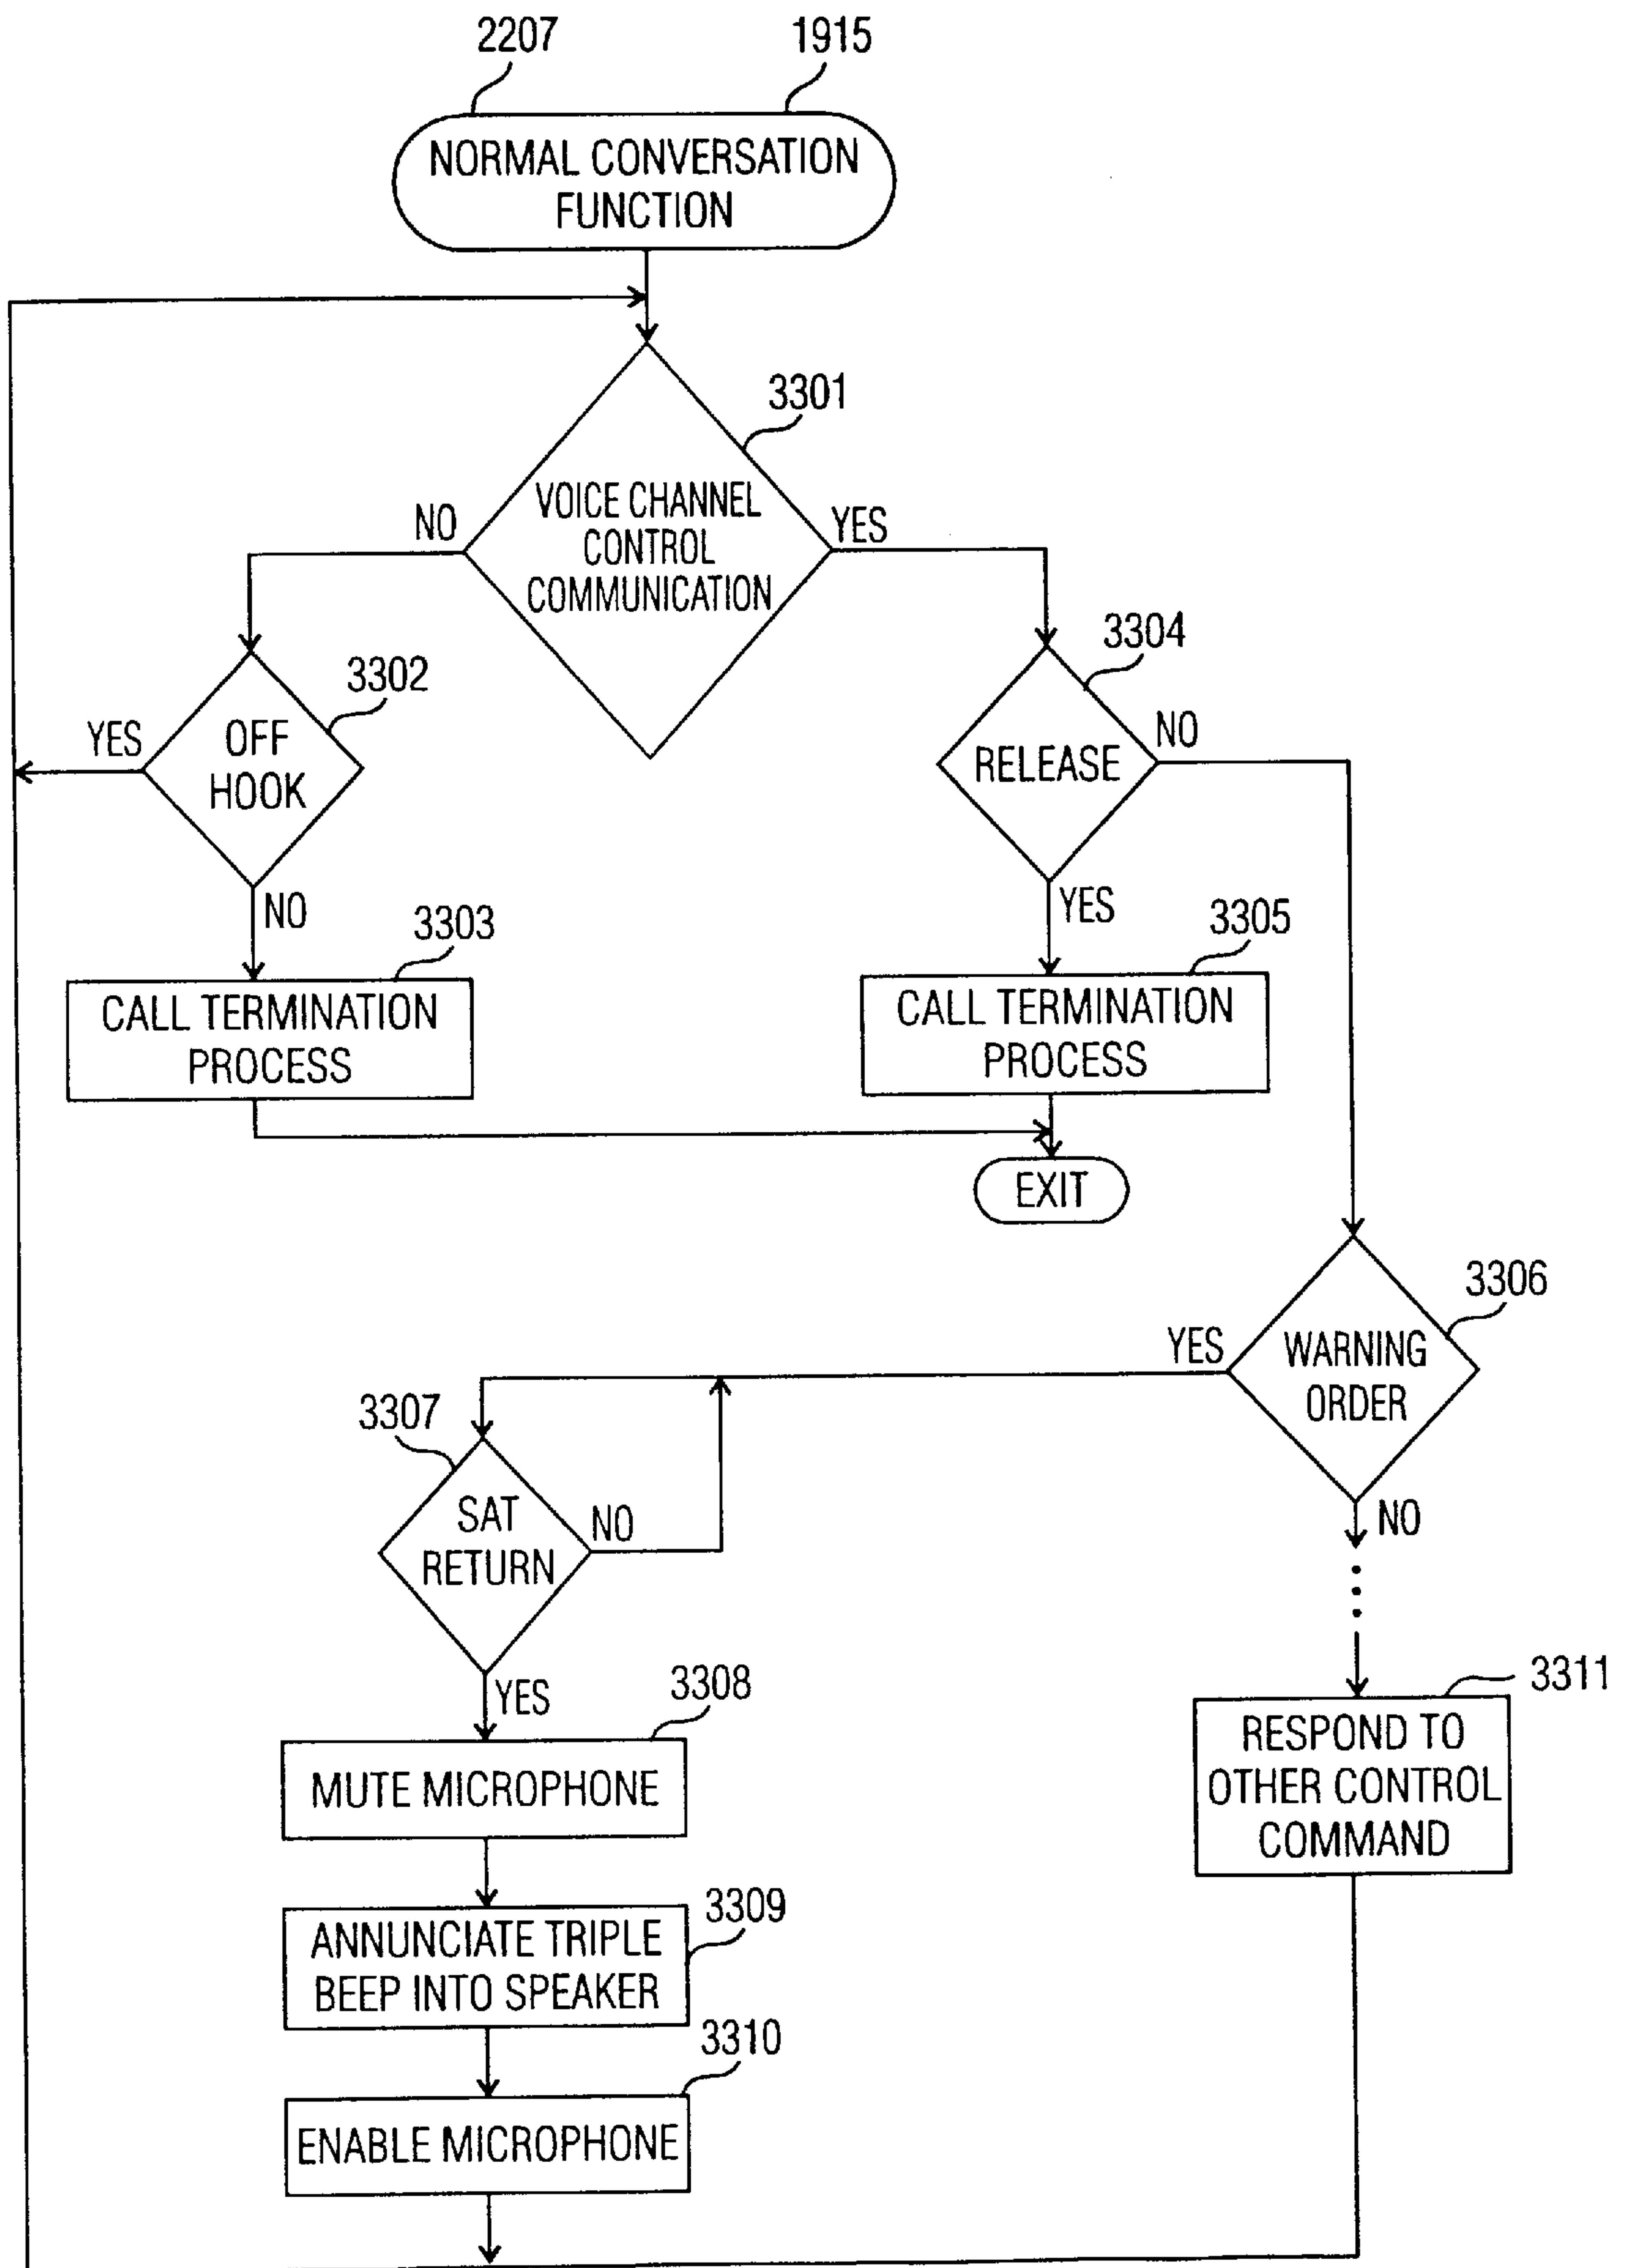 2207
1915
NORMAL CONVERSATION
FUNCTION
3301
VOICE CHANNEL
CONTROL
COMMUNICATION
NO
YES
3302
OFF
HOOK
YES
NO
3304
RELEASE
NO
YES
3303
CALL TERMINATION
PROCESS
3305
CALL TERMINATION
PROCESS
EXIT
3306
WARNING
ORDER
YES
NO
3307
SAT
RETURN
NO
YES
3308
MUTE MICROPHONE
3311
RESPOND TO
OTHER CONTROL
COMMAND
3309
ANNUNCIATE TRIPLE
BEEP INTO SPEAKER
3310
ENABLE MICROPHONE